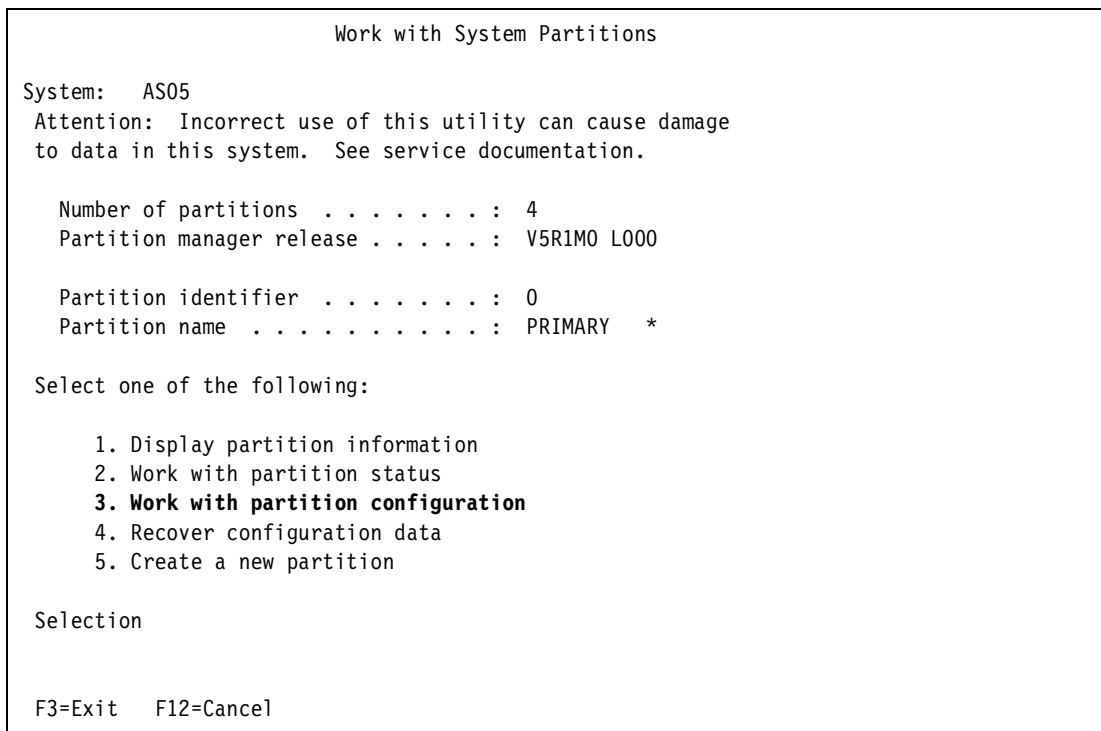 Work with System Partitions
System: AS05
Attention: Incorrect use of this utility can cause damage
to data in this system. See service documentation.
Number of partitions . . . . . . . : 4
Partition manager release . . . . . : V5R1M0 L000
Partition identifier . . . . . . . : 0
Partition name . . . . . . . . . . : PRIMARY *
Select one of the following:
1. Display partition information
2. Work with partition status
3. Work with partition configuration
4. Recover configuration data
5. Create a new partition
Selection
F3=Exit F12=Cancel